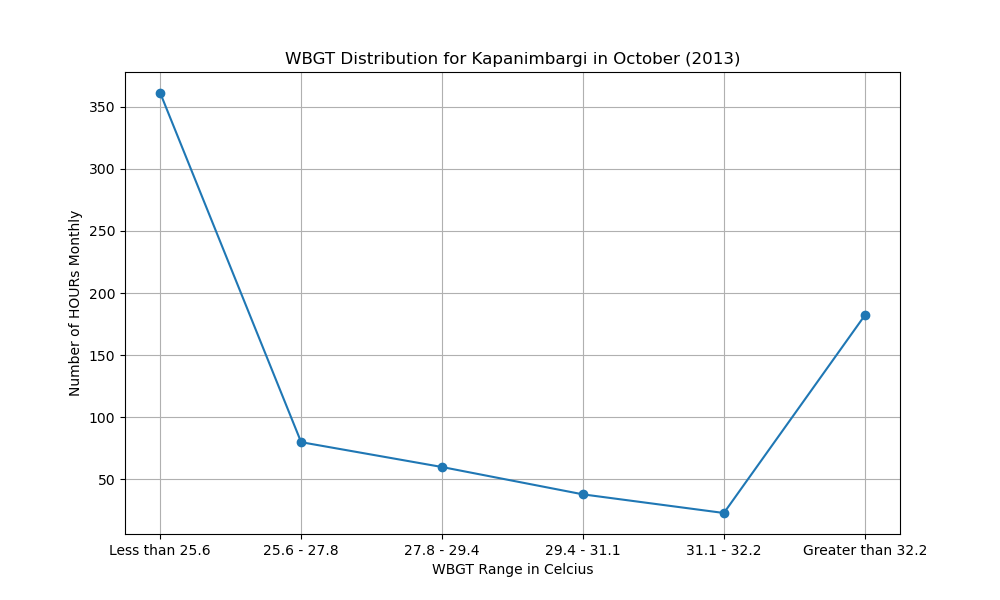 WBGT Distribution for Kapanimbargi in October (2013)
Number of HOURs Monthly
350
300
250
200
150
100
50
Less than 25.6
25.6 - 27.8
27.8 - 29.4
29.4 - 31.1
31.1 - 32.2
Greater than 32.2
WBGT Range in Celcius